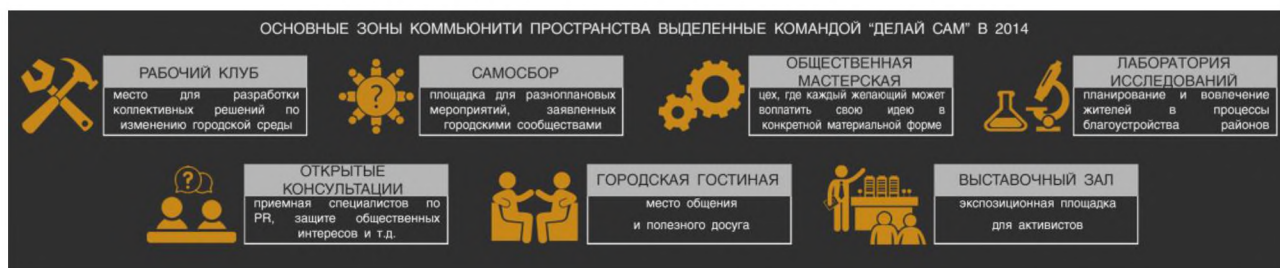 ОСНОВНЫЕ ЗОНЫ КОММЬЮНИТИ ПРОСТРАНСТВА ВЫДЕЛЕННЫЕ КОМАНДОЙ “ДЕЛАЙ САМ” В 2014
РАБОЧИЙ КЛУБ
место для разработки
коллективных решений по
изменению городской среды
САМОСБОР
площадка для разноплановых
мероприятий, заявленных
городскими сообществами
ОБЩЕСТВЕННАЯ
МАСТЕРСКАЯ
цех, где каждый желающий может
воплатить свою идею в
конкретной материальной форме
ЛАБОРАТОРИЯ
ИССЛЕДОВАНИЙ
планирование и вовлечение
жителей в процессы
благоустройства районов
ОТКРЫТЫЕ
КОНСУЛЬТАЦИИ
приемная специалистов по
PR, защите общественных
интересов и т.д.
ГОРОДСКАЯ ГОСТИНАЯ
место общения
и полезного досуга
ВЫСТАВОЧНЫЙ ЗАЛ
экспозиционная площадка
для активистов